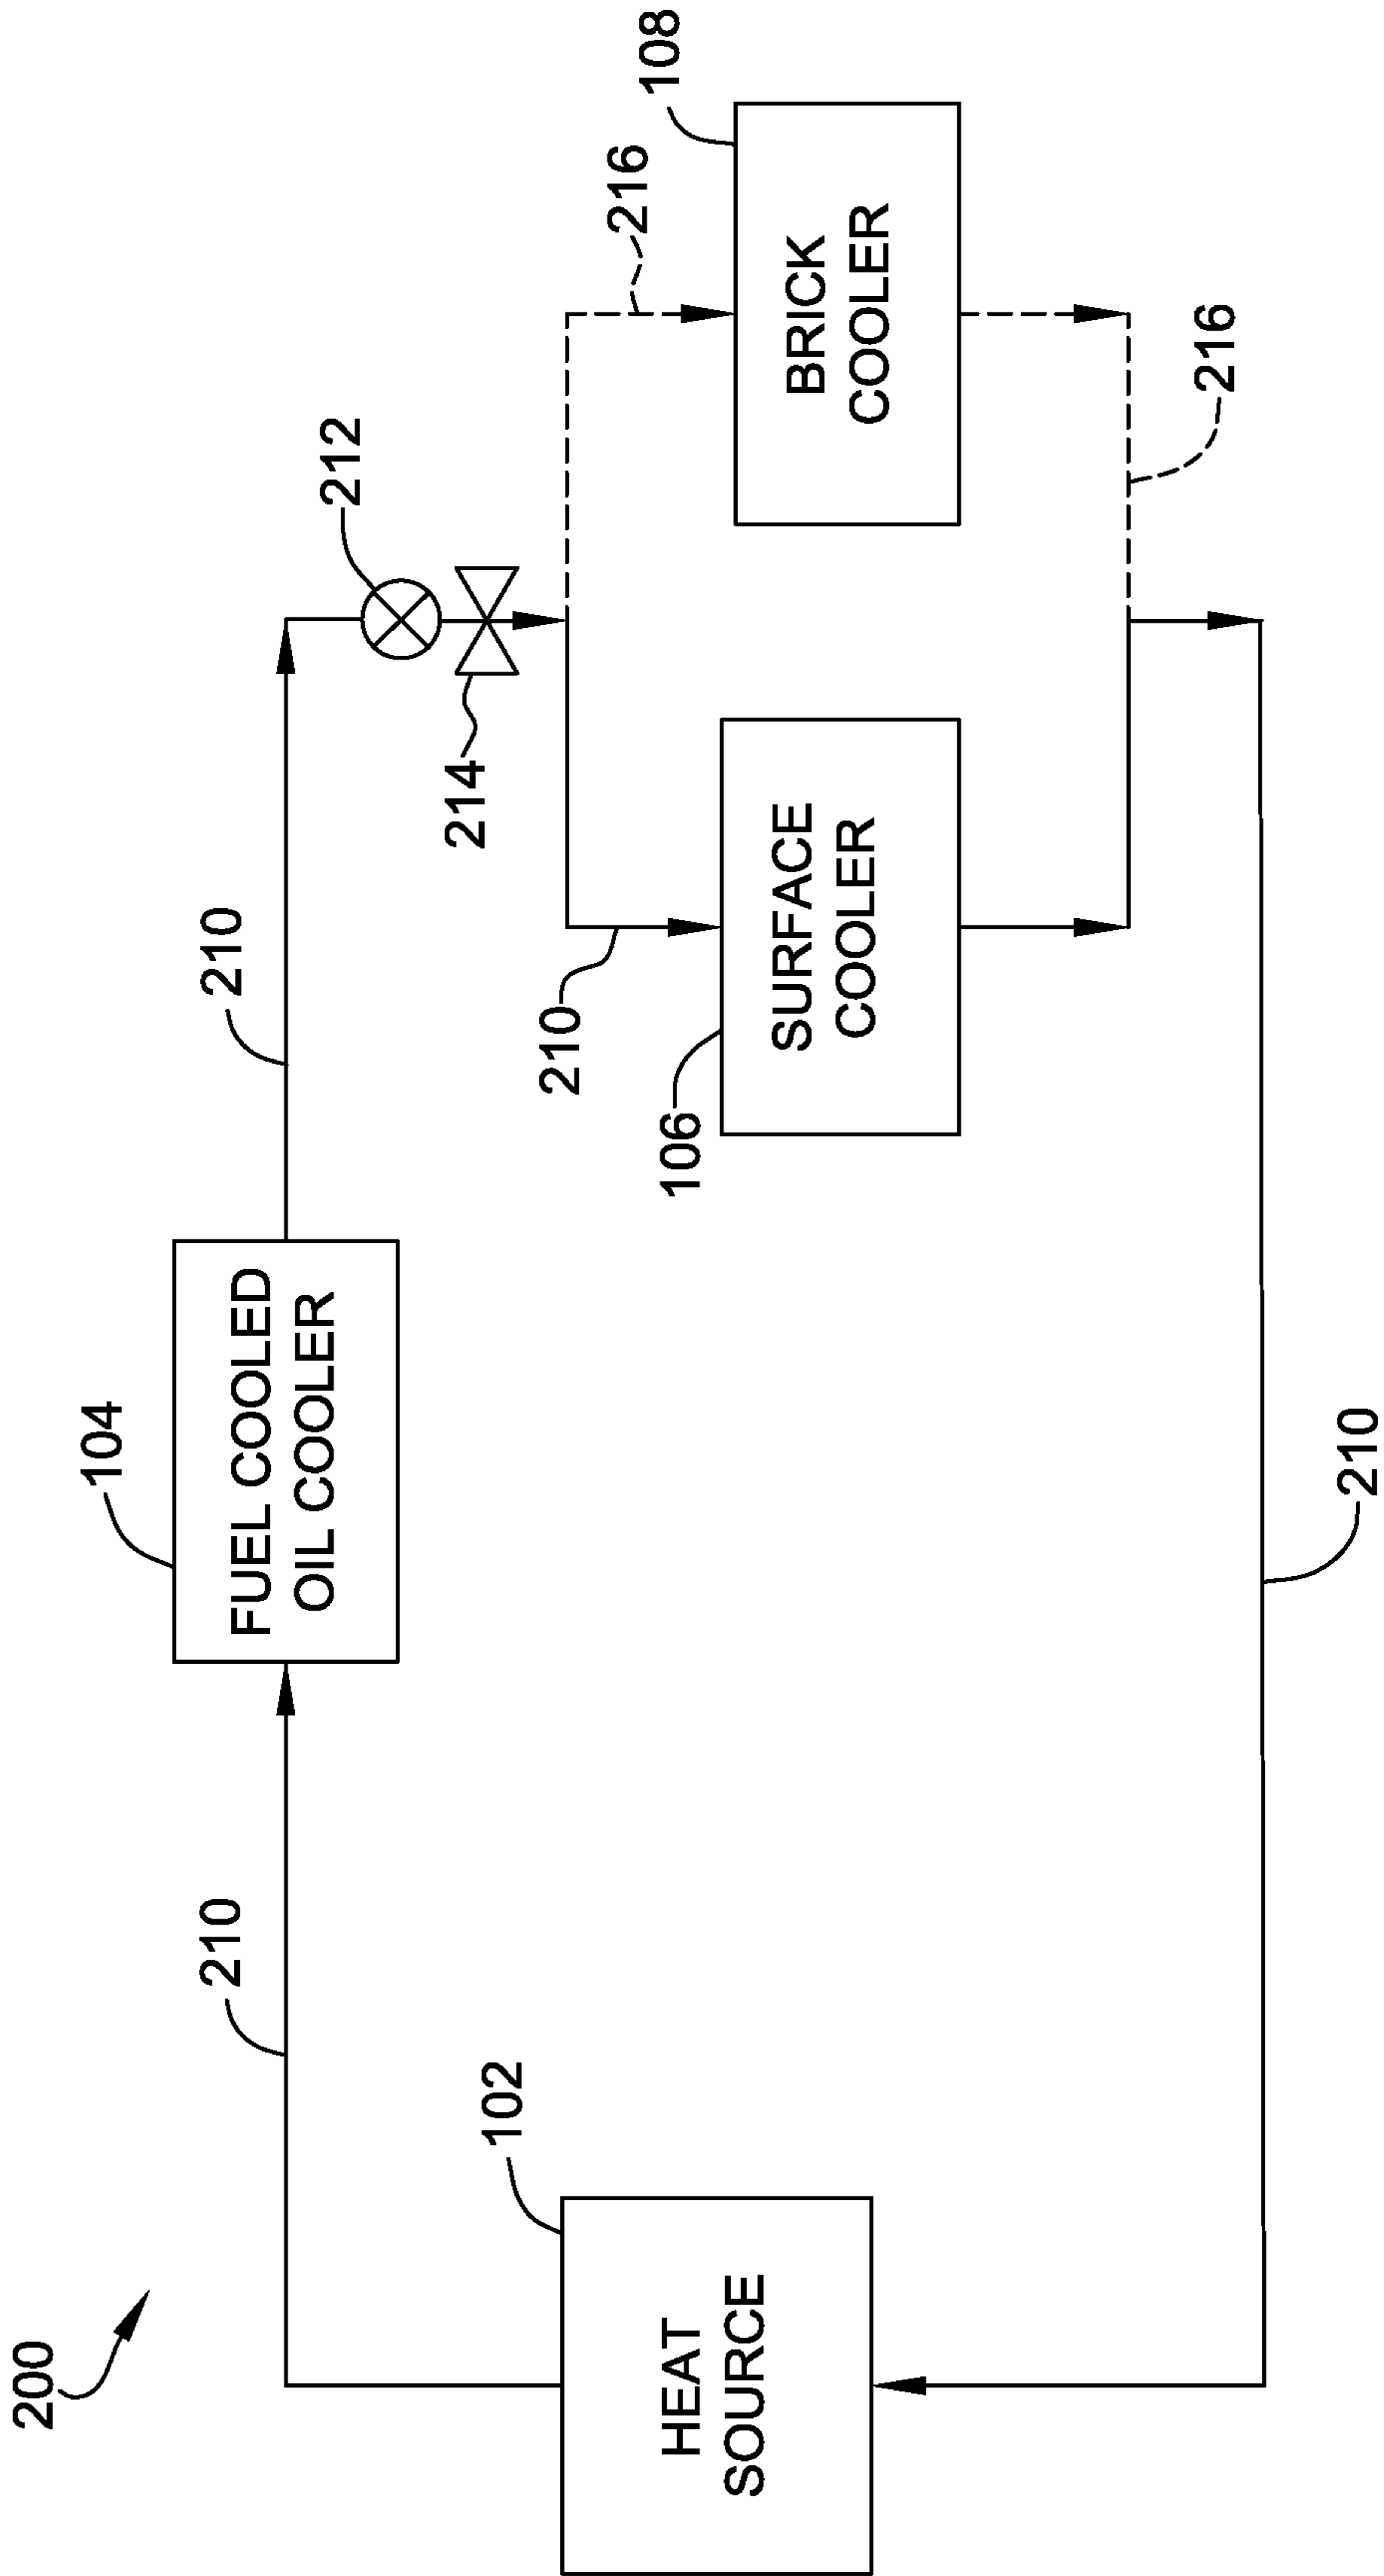 200
210
210
104
FUEL COOLED
OIL COOLER
212
214
102
HEAT
SOURCE
210
216
106
SURFACE
COOLER
108
BRICK
COOLER
216
210